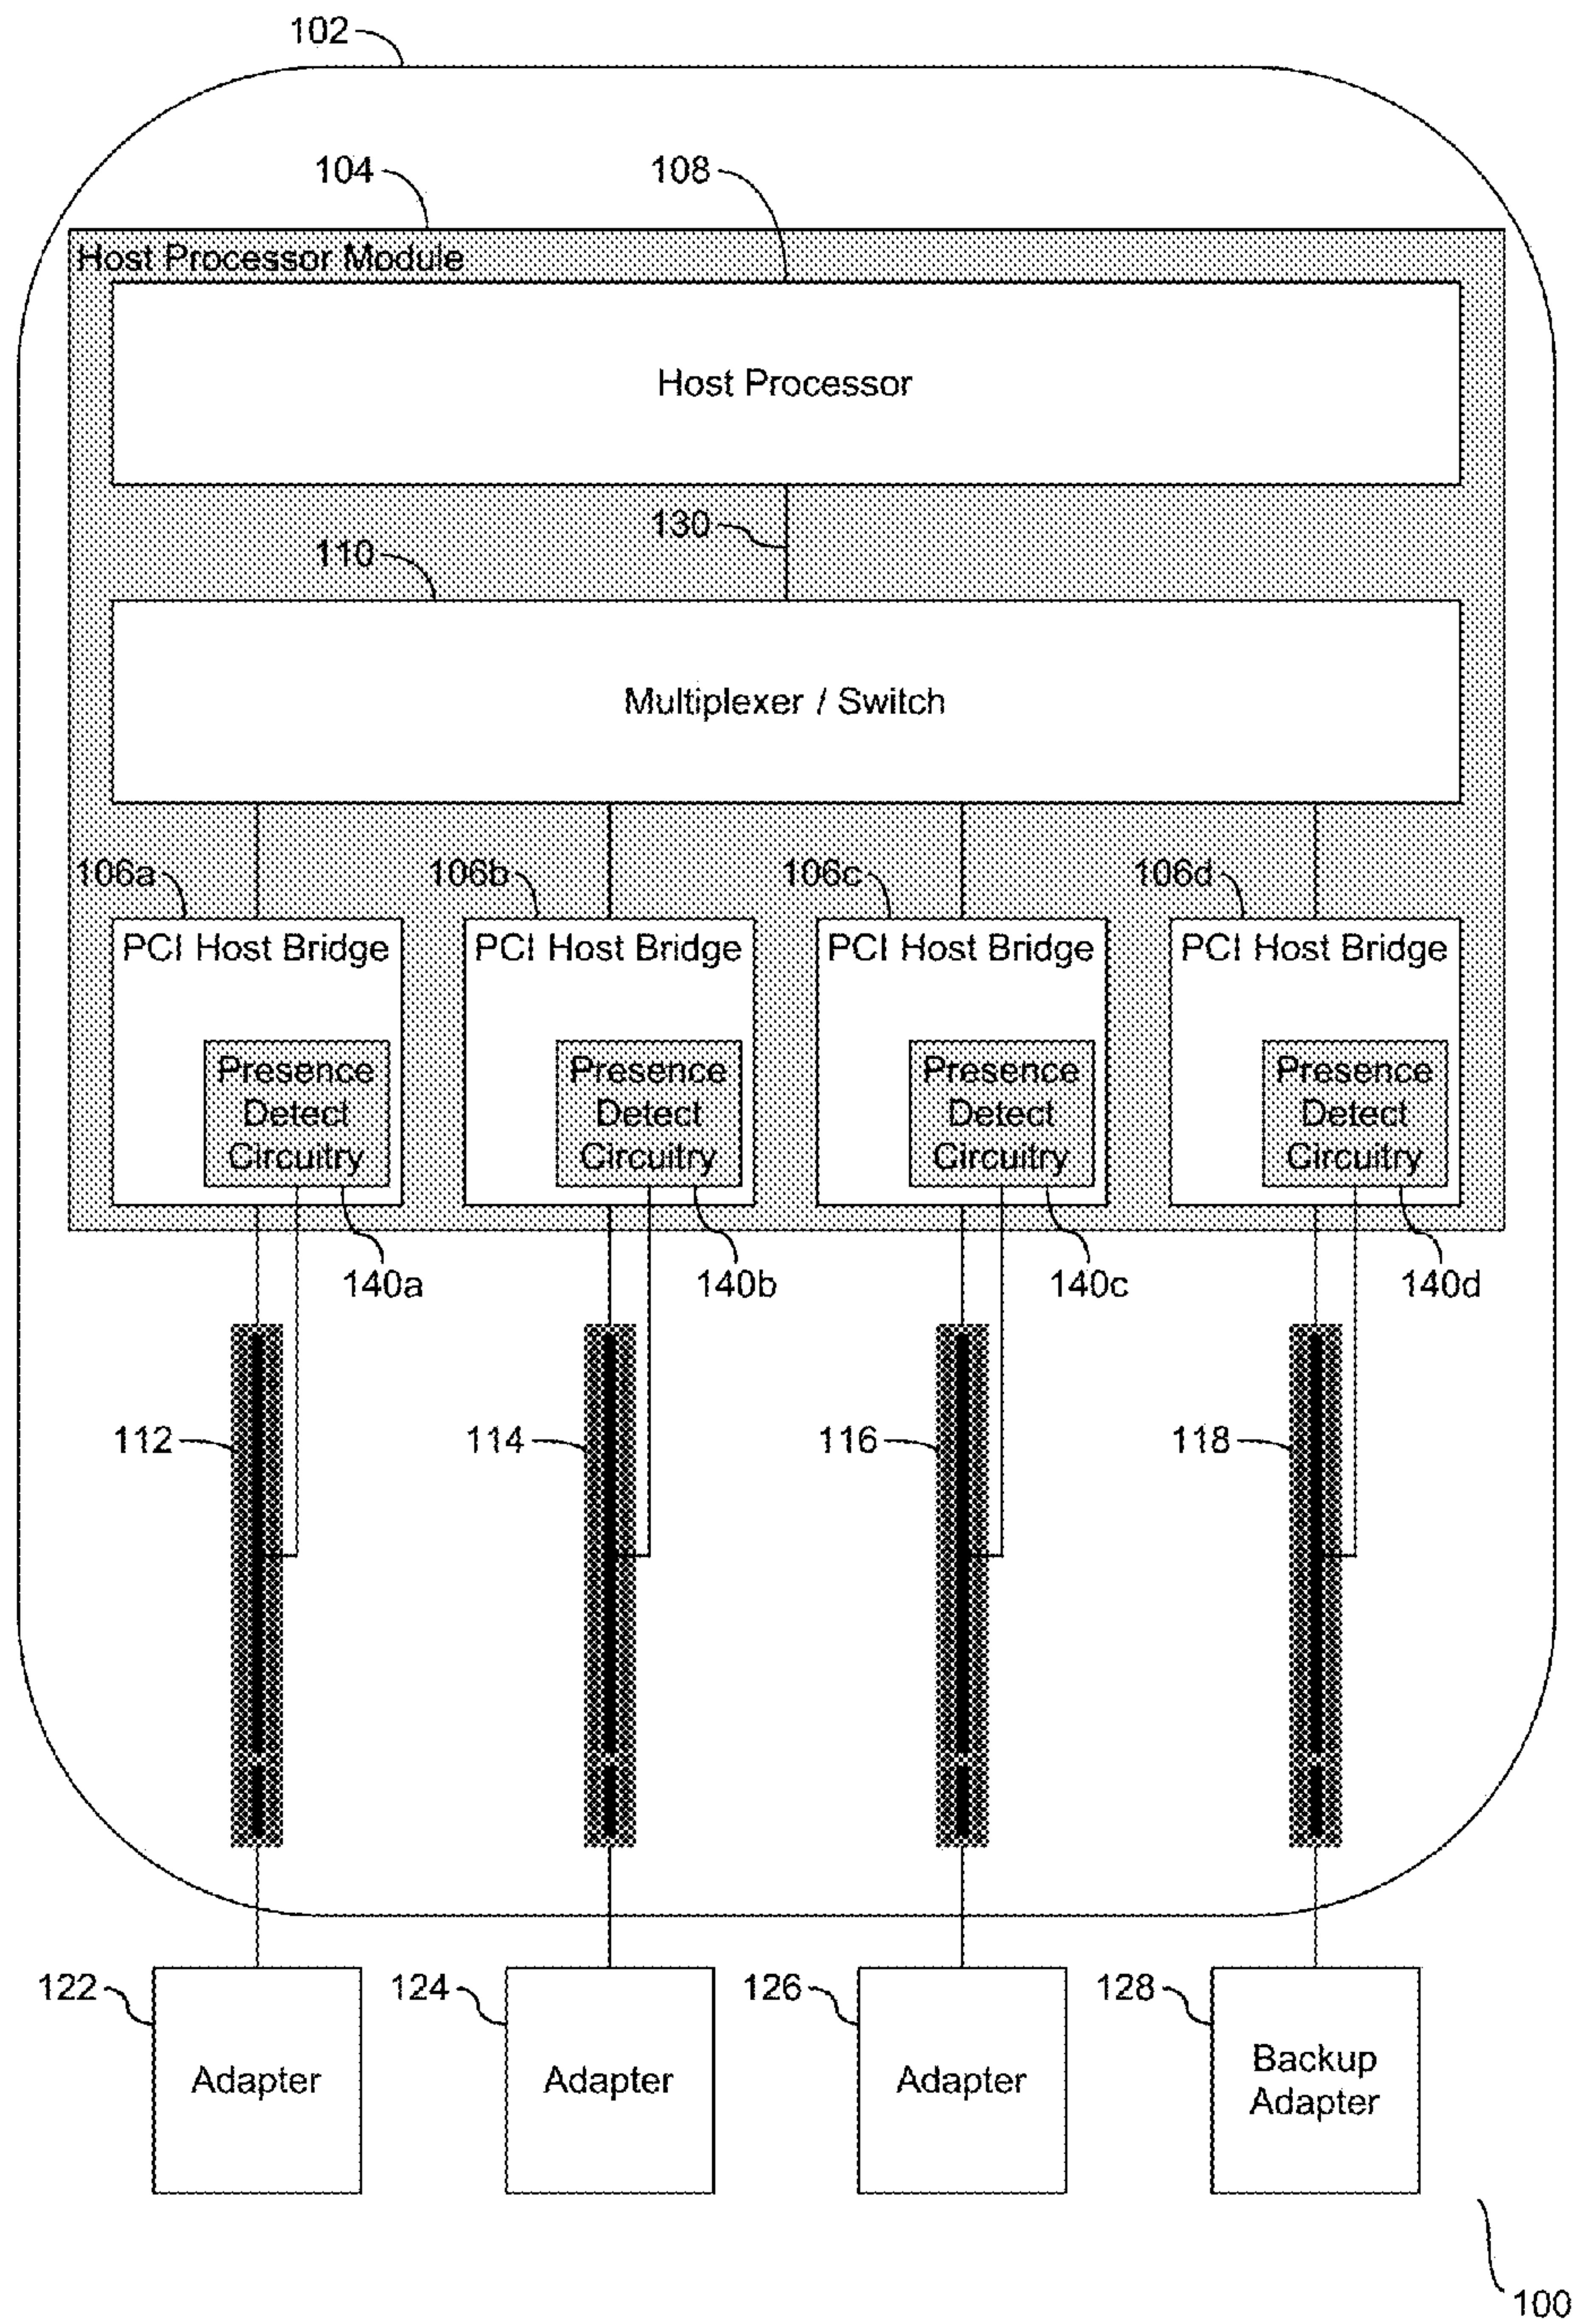 102
104
108
Host Processor Module
Host Processor
130
110
Multiplexer / Switch
106a
106b
106c
106d
PCI Host Bridge
PCI Host Bridge
PCI Host Bridge
PCI Host Bridge
Presence
Detect
Circuitry
Presence
Detect
Circuitry
Presence
Detect
Circuitry
Presence
Detect
Circuitry
140a
140b
140c
140d
112
114
116
118
122
124
126
128
Adapter
Adapter
Adapter
Backup
Adapter
100